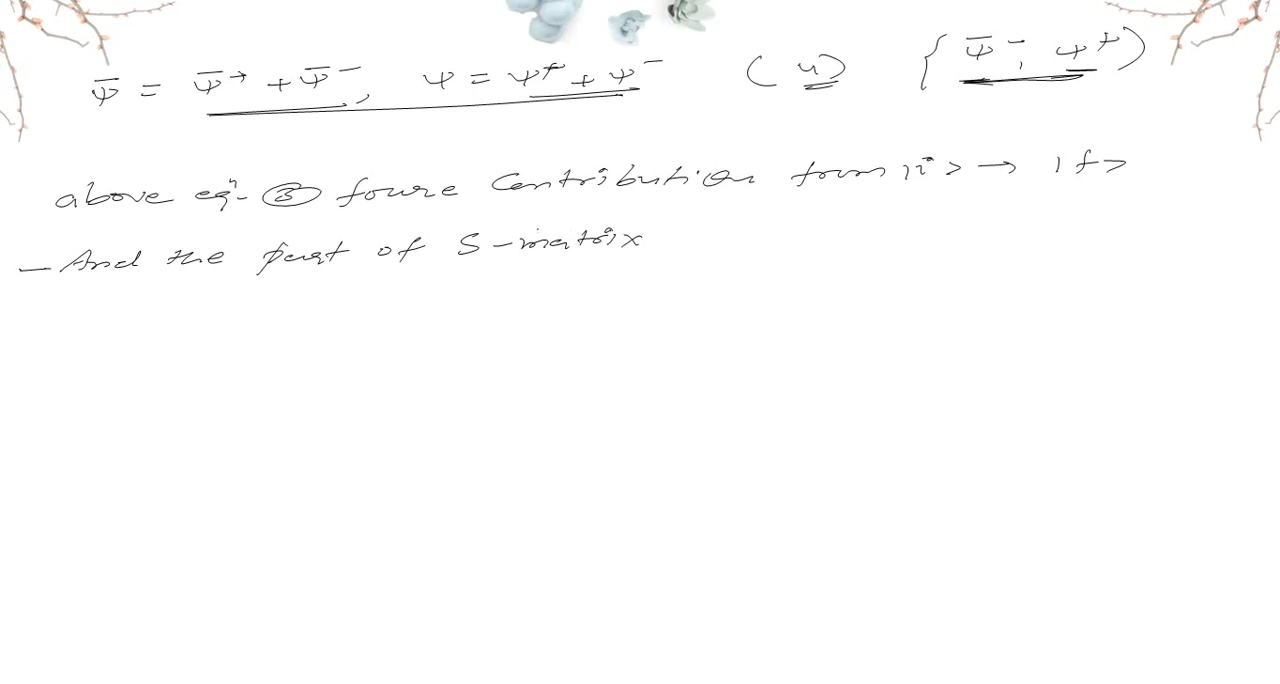 ψ̄ = ψ̄⁺ + ψ̄⁻, ψ = ψ⁺ + ψ⁻ (4) {ψ̄⁻, ψ⁺)
above eqⁿ- ③ foure Contribution from |i> → |f>
- And the part of S-matrix